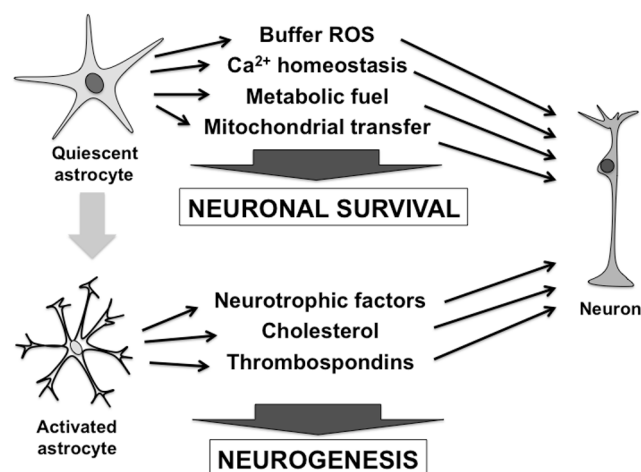 Buffer ROS
Ca²⁺ homeostasis
Metabolic fuel
Mitochondrial transfer
Quiescent
astrocyte
NEURONAL SURVIVAL
Neuron
Neurotrophic factors
Cholesterol
Thrombospondins
Activated
astrocyte
NEUROGENESIS